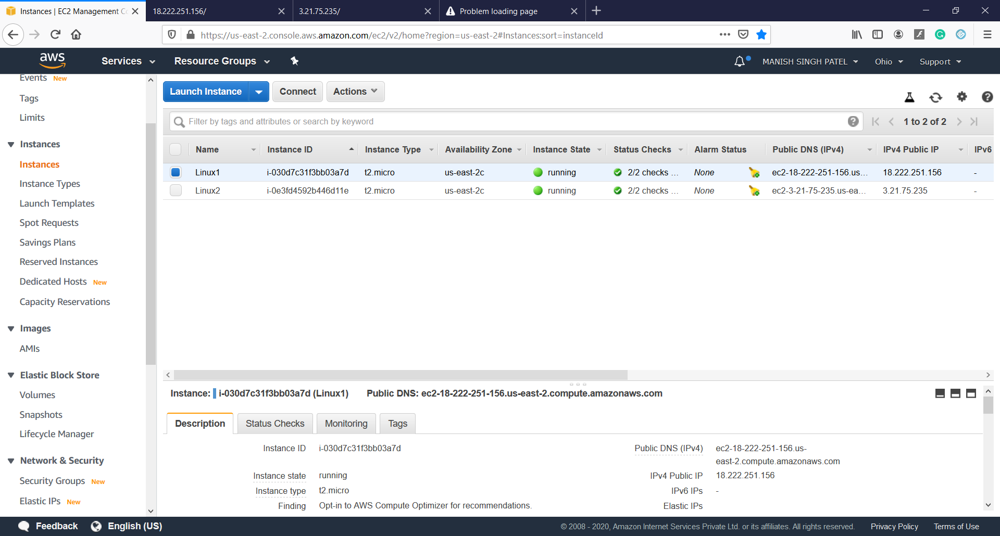 Instances | EC2 Management Co
18.222.251.156/
3.21.75.235/
Problem loading page
https://us-east-2.console.aws.amazon.com/ec2/v2/home?region=us-east-2#Instances:sort=instanceId
aws
Services
Resource Groups
MANISH SINGH PATEL
Ohio
Support
Events New
Tags
Limits
Instances
Instances
Instance Types
Launch Templates
Spot Requests
Savings Plans
Reserved Instances
Dedicated Hosts New
Capacity Reservations
Images
AMIs
Elastic Block Store
Volumes
Snapshots
Lifecycle Manager
Network & Security
Security Groups New
Elastic IPs New
Launch Instance
Connect
Actions
Filter by tags and attributes or search by keyword
1 to 2 of 2
Name Instance ID Instance Type Availability Zone Instance State Status Checks Alarm Status Public DNS (IPv4) IPv4 Public IP IPv6
Linux1 i-030d7c31f3bb03a7d t2.micro us-east-2c running 2/2 checks ... None ec2-18-222-251-156.us... 18.222.251.156 -
Linux2 i-0e3fd4592b446d11e t2.micro us-east-2c running 2/2 checks ... None ec2-3-21-75-235.us-ea... 3.21.75.235 -
Instance: i-030d7c31f3bb03a7d (Linux1) Public DNS: ec2-18-222-251-156.us-east-2.compute.amazonaws.com
Description Status Checks Monitoring Tags
Instance ID i-030d7c31f3bb03a7d
Instance state running
Instance type t2.micro
Finding Opt-in to AWS Compute Optimizer for recommendations.
Public DNS (IPv4) ec2-18-222-251-156.us-
east-2.compute.amazonaws.com
IPv4 Public IP 18.222.251.156
IPv6 IPs -
Elastic IPs
Feedback
English (US)
© 2008 - 2020, Amazon Internet Services Private Ltd. or its affiliates. All rights reserved.
Privacy Policy
Terms of Use